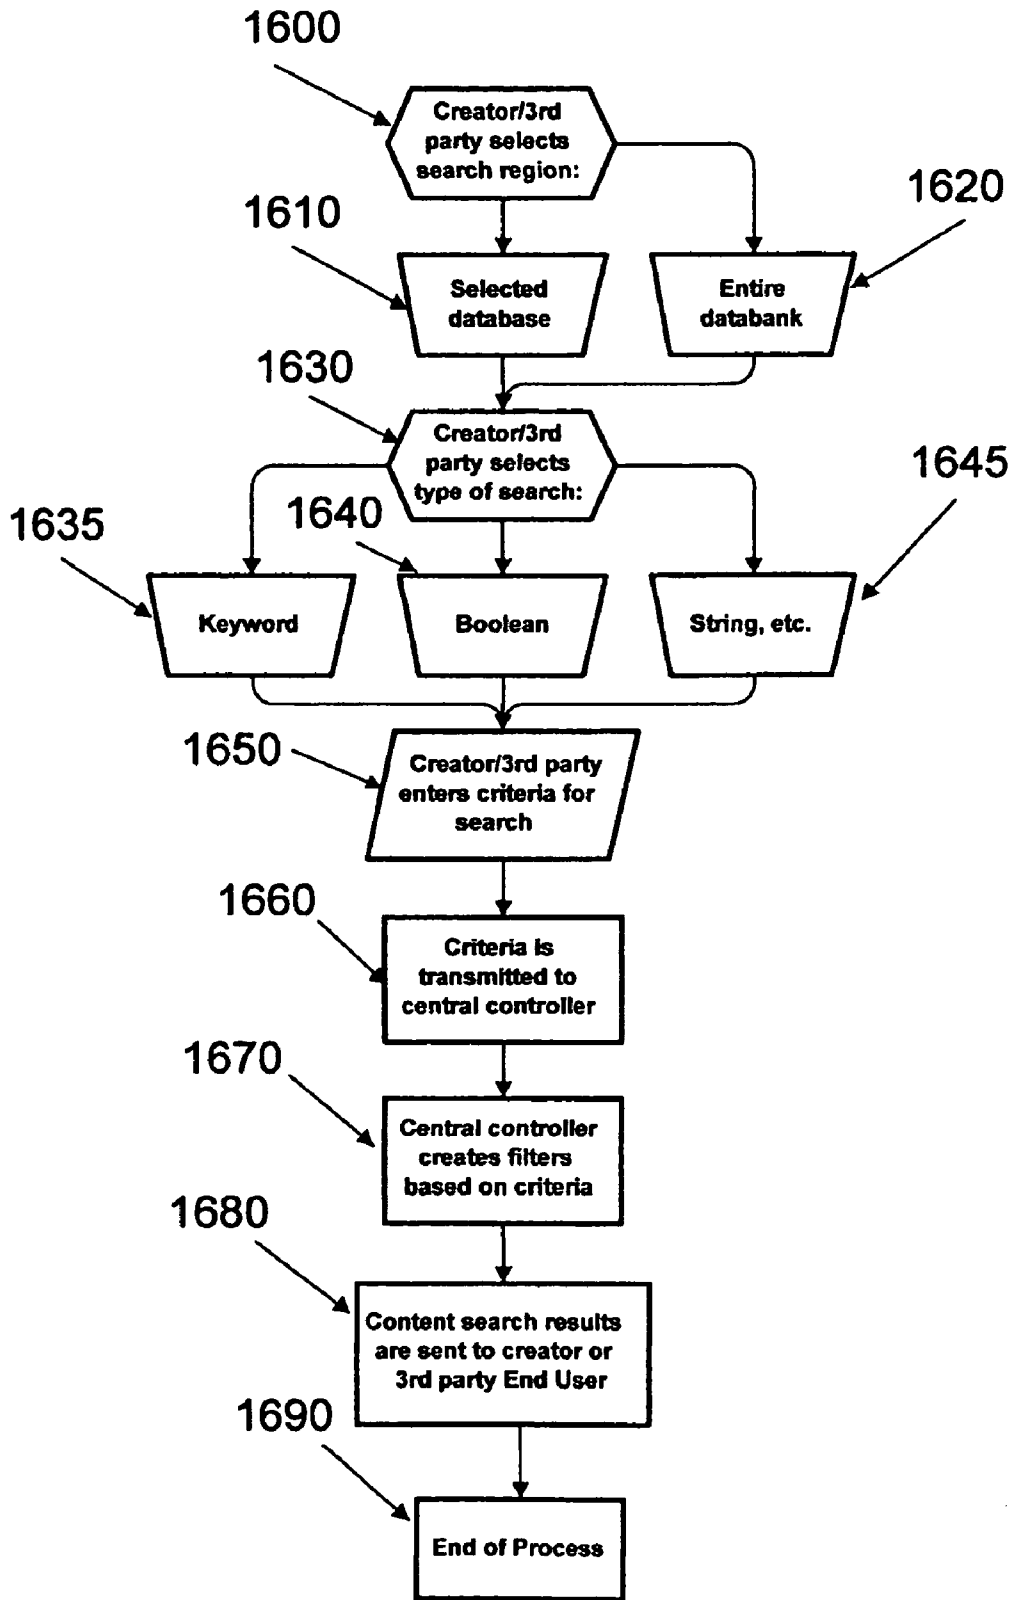 1600
Creator/3rd
party selects
search region:
1610
1620
Selected
database
Entire
databank
1630
Creator/3rd
party selects
type of search:
1645
1640
1635
Keyword
Boolean
String, etc.
1650
Creator/3rd party
enters criteria for
search
1660
Criteria is
transmitted to
central controller
1670
Central controller
creates filters
based on criteria
1680
Content search results
are sent to creator or
3rd party End User
1690
End of Process